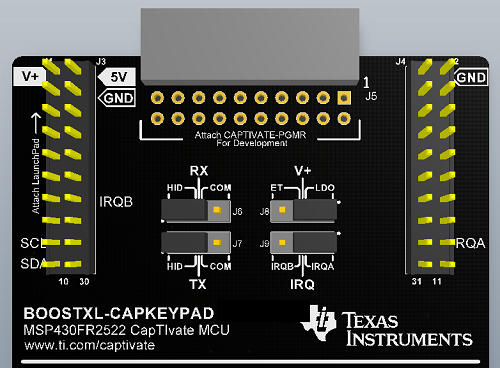 J3
J4
V+
5V
GND
GND
1
J5
Attach CAPTIVATE-PGMR
For Development
Attach LaunchPad
RX
V+
HID COM
ET LDO
IRQB
J6
J8
SCL
RQA
J7
J9
SDA
HID COM
IRQB IRQA
10 30
TX
IRQ
31 11
BOOSTXL-CAPKEYPAD
MSP430FR2522 CapTIvate MCU
www.ti.com/captivate
TEXAS
INSTRUMENTS